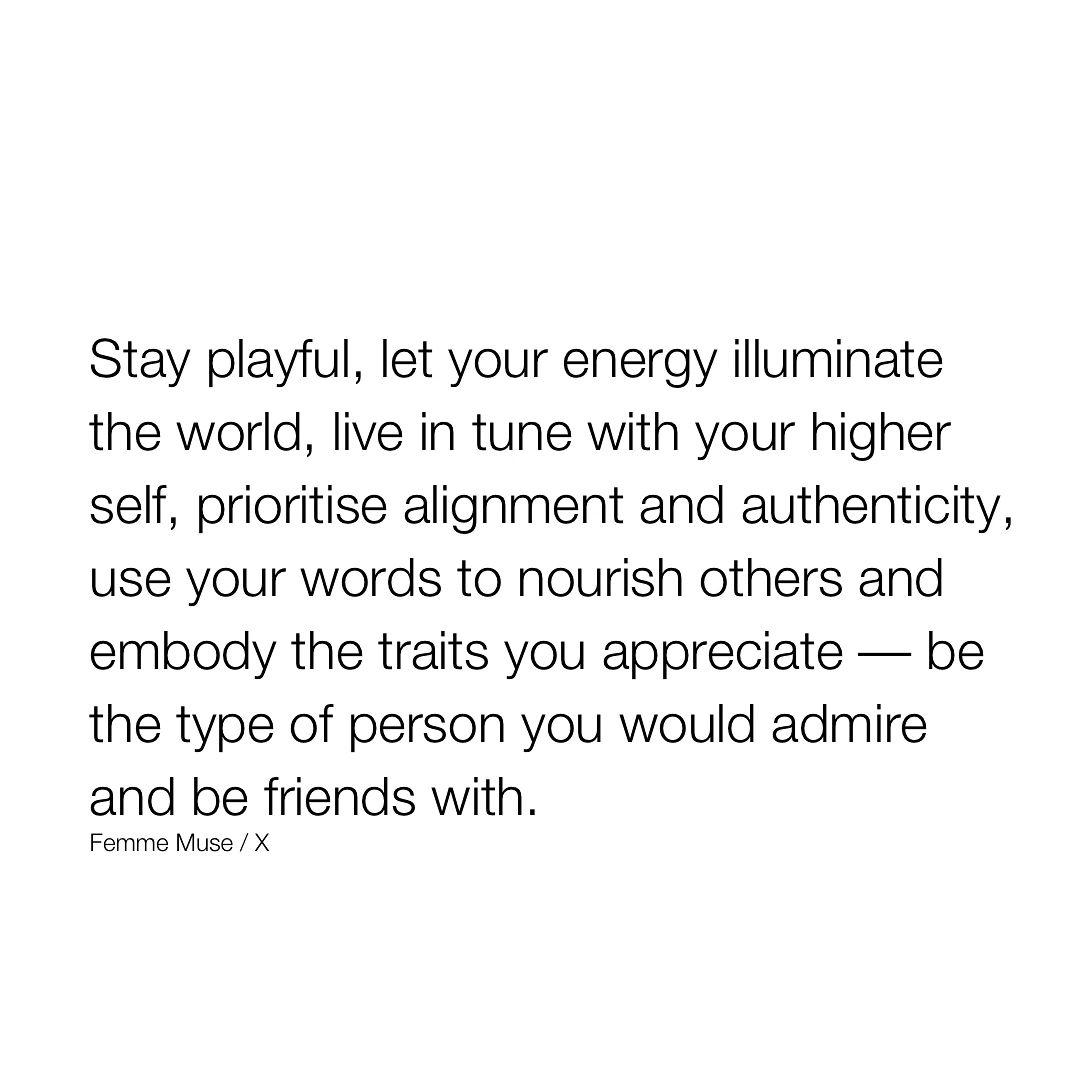 Stay playful, let your energy illuminate
the world, live in tune with your higher
self, prioritise alignment and authenticity,
use your words to nourish others and
embody the traits you appreciate — be
the type of person you would admire
and be friends with.
Femme Muse / X